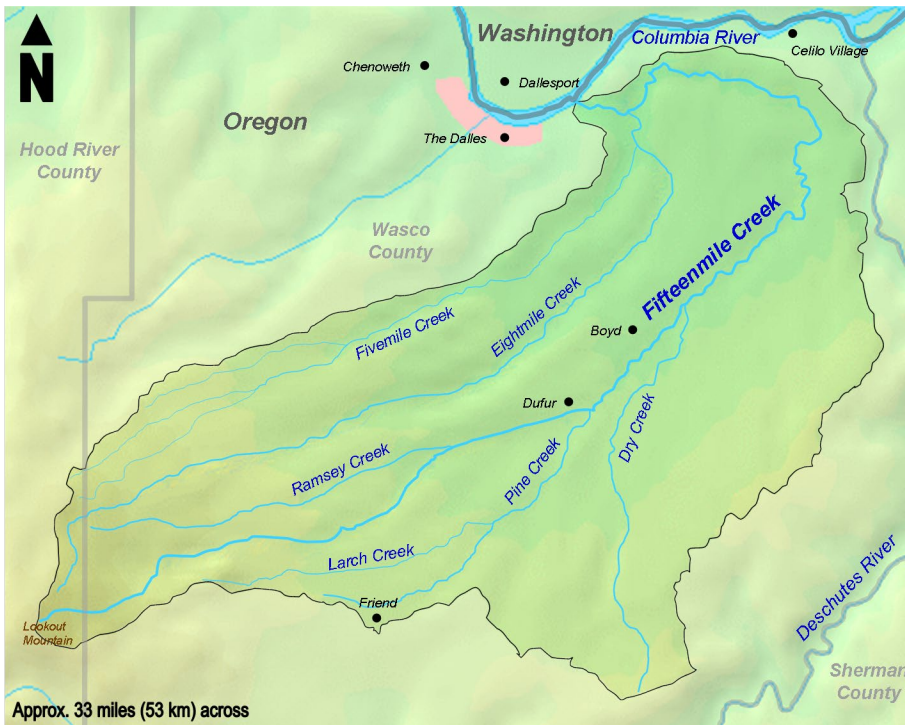 N
Washington
Columbia River
Celilo Village
Chenoweth
Dallesport
Oregon
The Dalles
Hood River
County
Wasco
County
Fifteenmile Creek
Fivemile Creek
Eightmile Creek
Boyd
Dufur
Dry Creek
Ramsey Creek
Pine Creek
Larch Creek
Friend
Deschutes River
Lookout
Mountain
Sherman
County
Approx. 33 miles (53 km) across